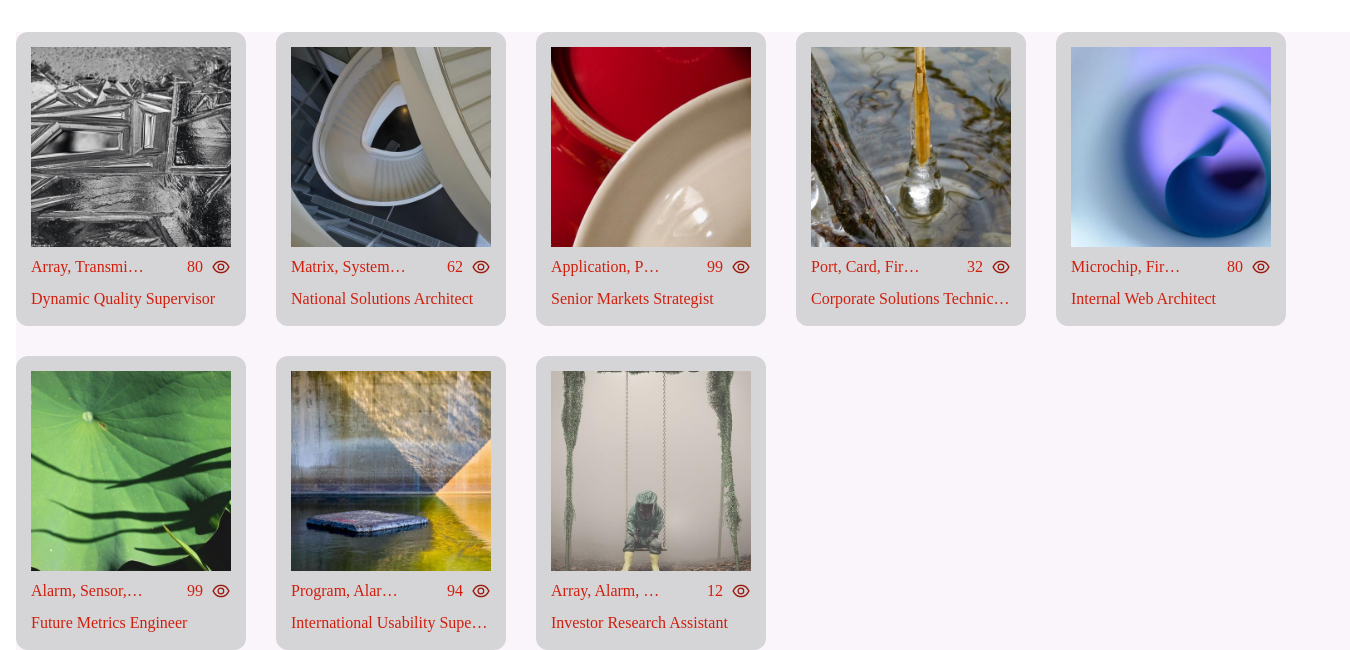 Array, Transmi… 80
Dynamic Quality Supervisor
Matrix, System… 62
National Solutions Architect
Application, P… 99
Senior Markets Strategist
Port, Card, Fir… 32
Corporate Solutions Technic…
Microchip, Fir… 80
Internal Web Architect
Alarm, Sensor,… 99
Future Metrics Engineer
Program, Alar… 94
International Usability Supe…
Array, Alarm, … 12
Investor Research Assistant